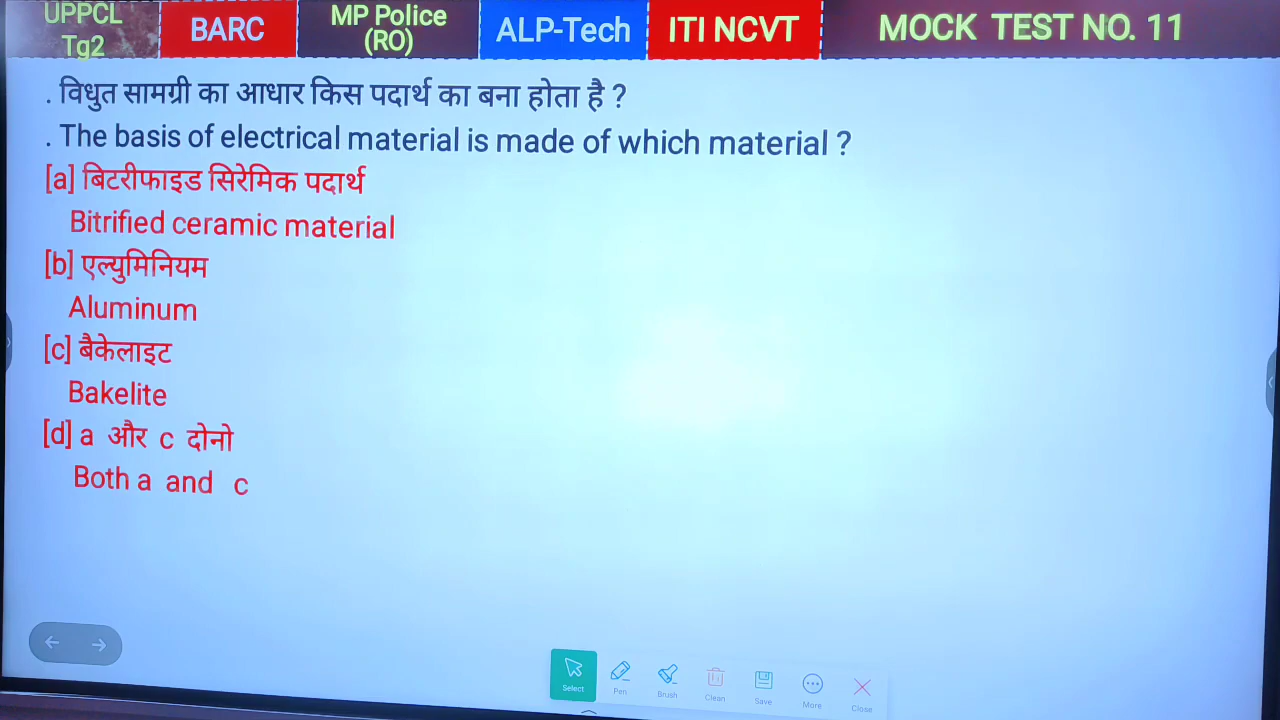 UPPCL
Tg2
BARC
MP Police
(RO)
ALP-Tech
ITI NCVT
MOCK TEST NO. 11
. विधुत सामग्री का आधार किस पदार्थ का बना होता है ?
. The basis of electrical material is made of which material ?
[a] बिटरीफाइड सिरेमिक पदार्थ
Bitrified ceramic material
[b] एल्युमिनियम
Aluminum
[c] बैकेलाइट
Bakelite
[d] a और c दोनो
Both a and c
Select
Pen
Brush
Clean
Save
More
Close